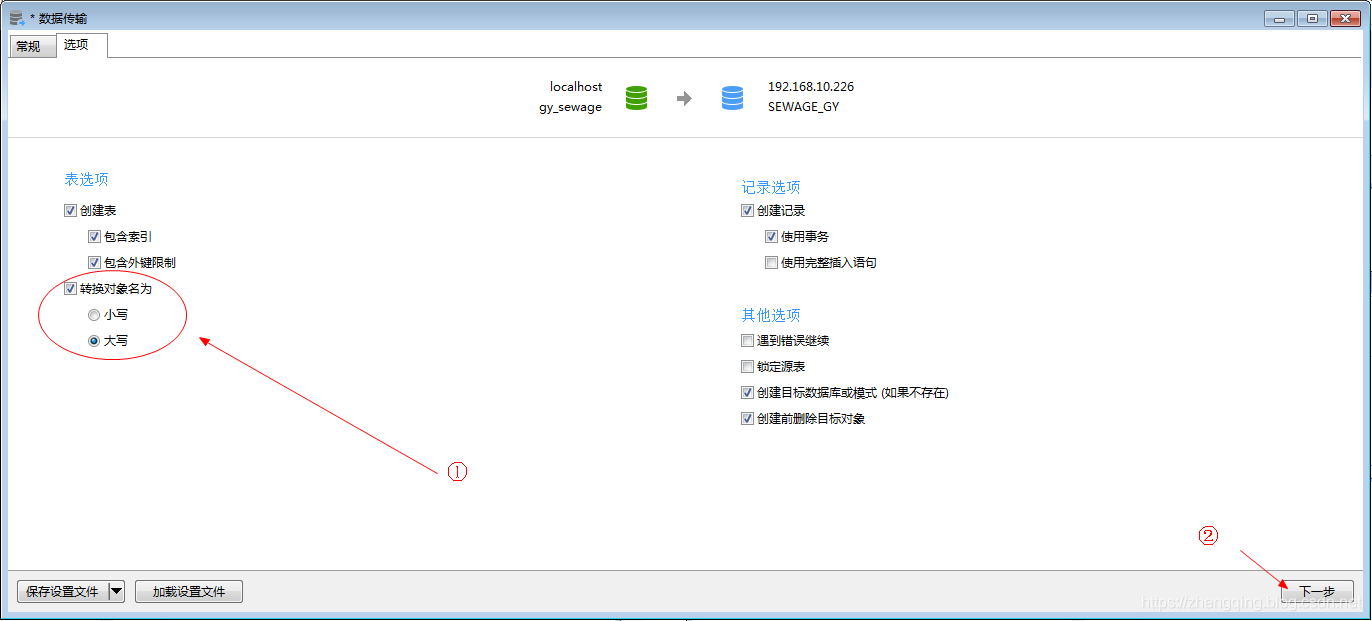 * 数据传输
常规
选项
localhost
gy_sewage
192.168.10.226
SEWAGE_GY
表选项
创建表
包含索引
包含外键限制
转换对象名为
小写
大写
①
记录选项
创建记录
使用事务
使用完整插入语句
其他选项
遇到错误继续
锁定源表
创建目标数据库或模式 (如果不存在)
创建前删除目标对象
②
保存设置文件
加载设置文件
下一步
https://zhengqing.blog.csdn.net